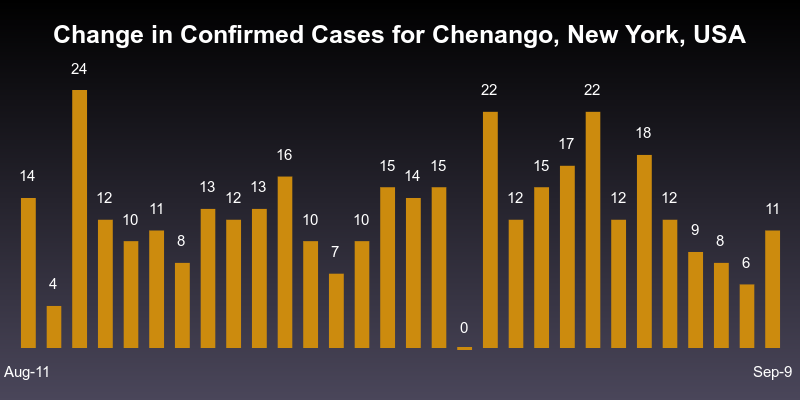 Change in Confirmed Cases for Chenango, New York, USA
14 4 24 12 10 11 8 13 12 13 16 10 7 10 15 14 15 0 22 12 15 17 22 12 18 12 9 8 6 11
Aug-11 Sep-9